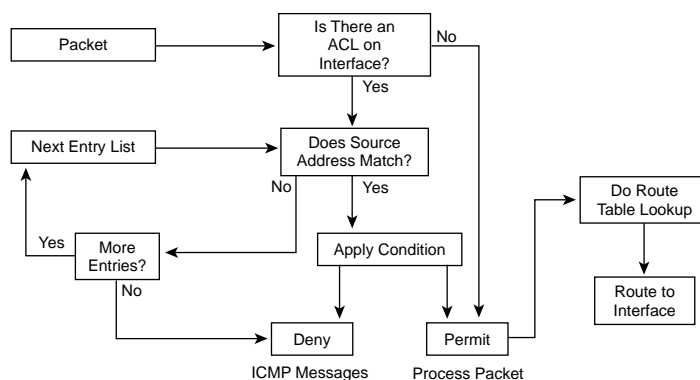 Packet
Is There an
ACL on
Interface?
No
Yes
Next Entry List
Does Source
Address Match?
No
Yes
Do Route
Table Lookup
Yes
More
Entries?
Apply Condition
No
Route to
Interface
Deny
Permit
ICMP Messages
Process Packet